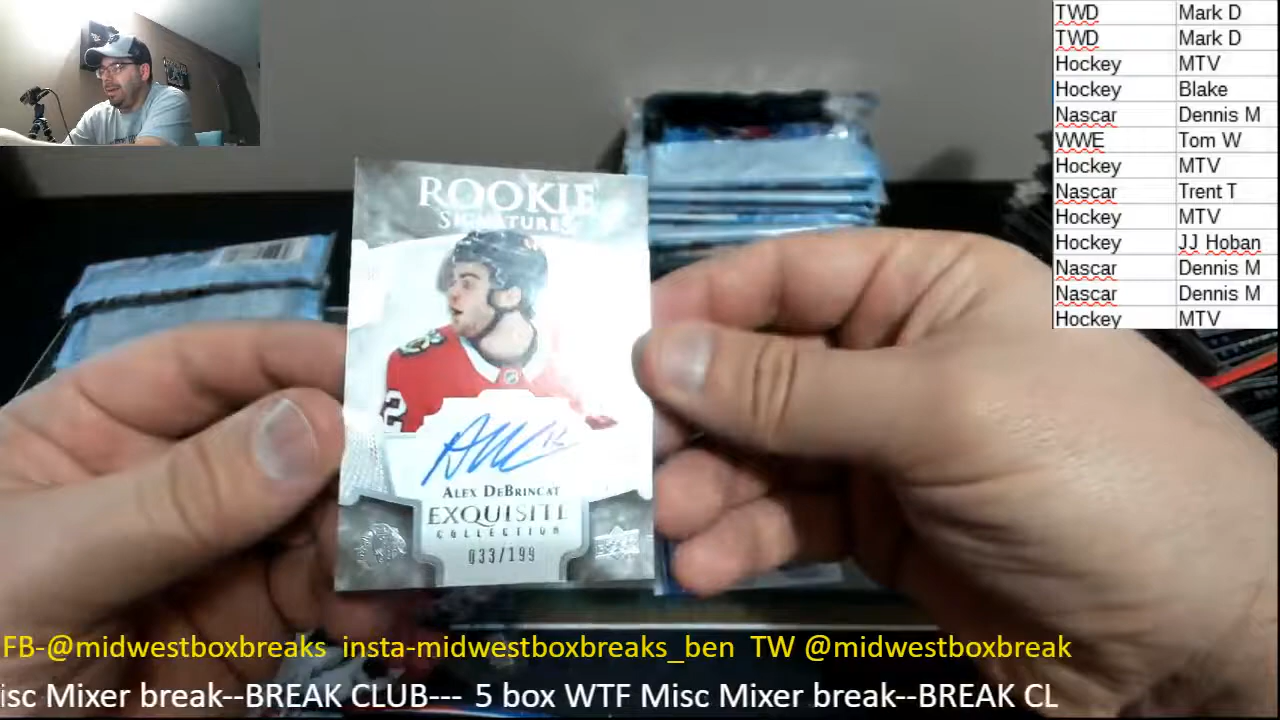 TWD Mark D
TWD Mark D
Hockey MTV
Hockey Blake
Nascar Dennis M
WWE Tom W
Hockey MTV
Nascar Trent T
Hockey MTV
Hockey JJ Hoban
Nascar Dennis M
Nascar Dennis M
Hockey MTV
ROOKIE
SIGNATURES
ALEX DEBRINCAT
EXQUISITE
COLLECTION
033/199
FB-@midwestboxbreaks insta-midwestboxbreaks_ben TW @midwestboxbreak
isc Mixer break--BREAK CLUB--- 5 box WTF Misc Mixer break--BREAK CL